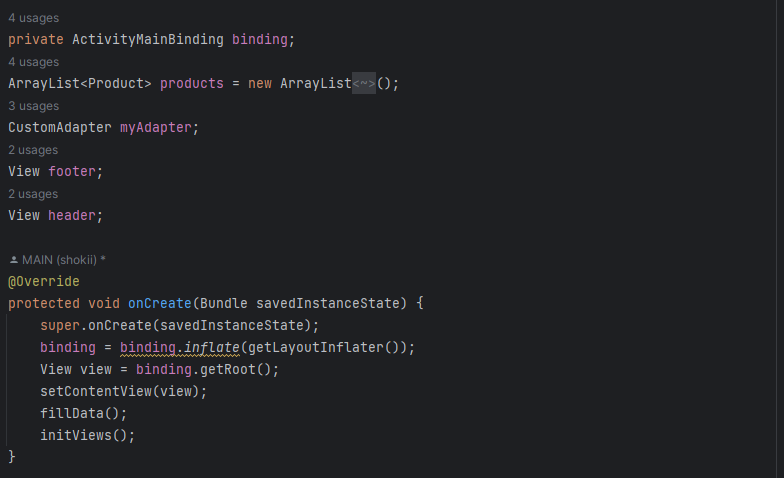 4 usages
private ActivityMainBinding binding;
4 usages
ArrayList<Product> products = new ArrayList<~>();
3 usages
CustomAdapter myAdapter;
2 usages
View footer;
2 usages
View header;
MAIN (shokii) *
@Override
protected void onCreate(Bundle savedInstanceState) {
super.onCreate(savedInstanceState);
binding = binding.inflate(getLayoutInflater());
View view = binding.getRoot();
setContentView(view);
fillData();
initViews();
}